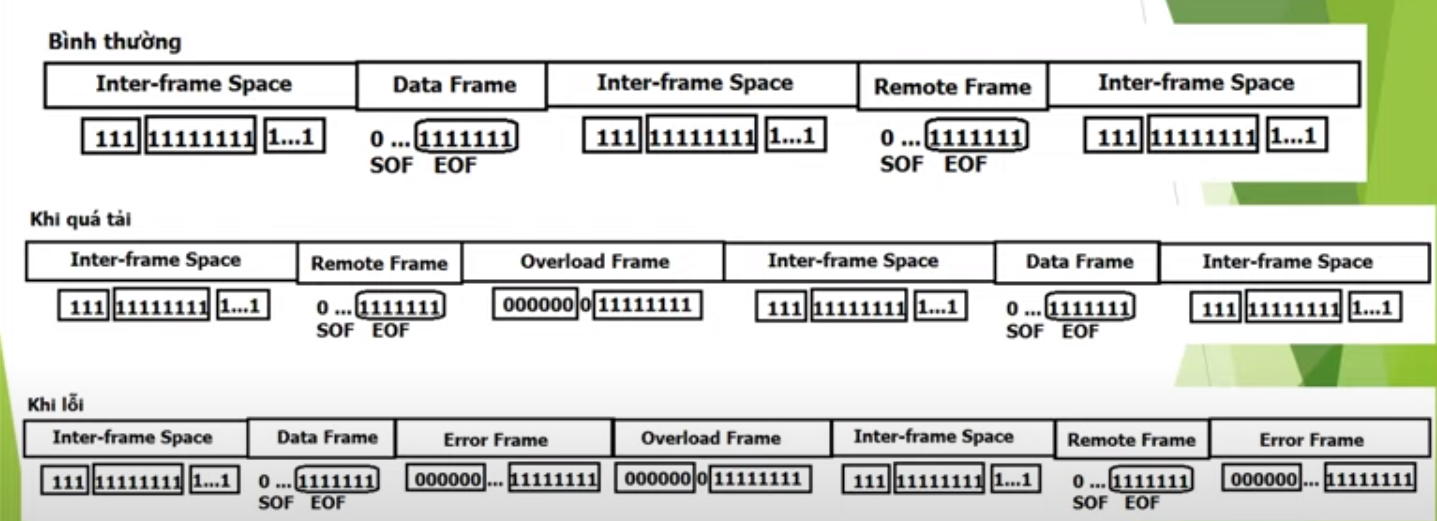 Bình thường
Inter-frame Space Data Frame Inter-frame Space Remote Frame Inter-frame Space
111 11111111 1...1 0 ... 1111111 111 11111111 1...1 0 ... 1111111 111 11111111 1...1
SOF EOF SOF EOF
Khi quá tải
Inter-frame Space Remote Frame Overload Frame Inter-frame Space Data Frame Inter-frame Space
111 11111111 1...1 0 ... 1111111 000000 0 11111111 111 11111111 1...1 0 ... 1111111 111 11111111 1...1
SOF EOF SOF EOF
Khi lỗi
Inter-frame Space Data Frame Error Frame Overload Frame Inter-frame Space Remote Frame Error Frame
111 11111111 1...1 0 ... 1111111 000000 ... 11111111 000000 0 11111111 111 11111111 1...1 0 ... 1111111 000000 ... 11111111
SOF EOF SOF EOF